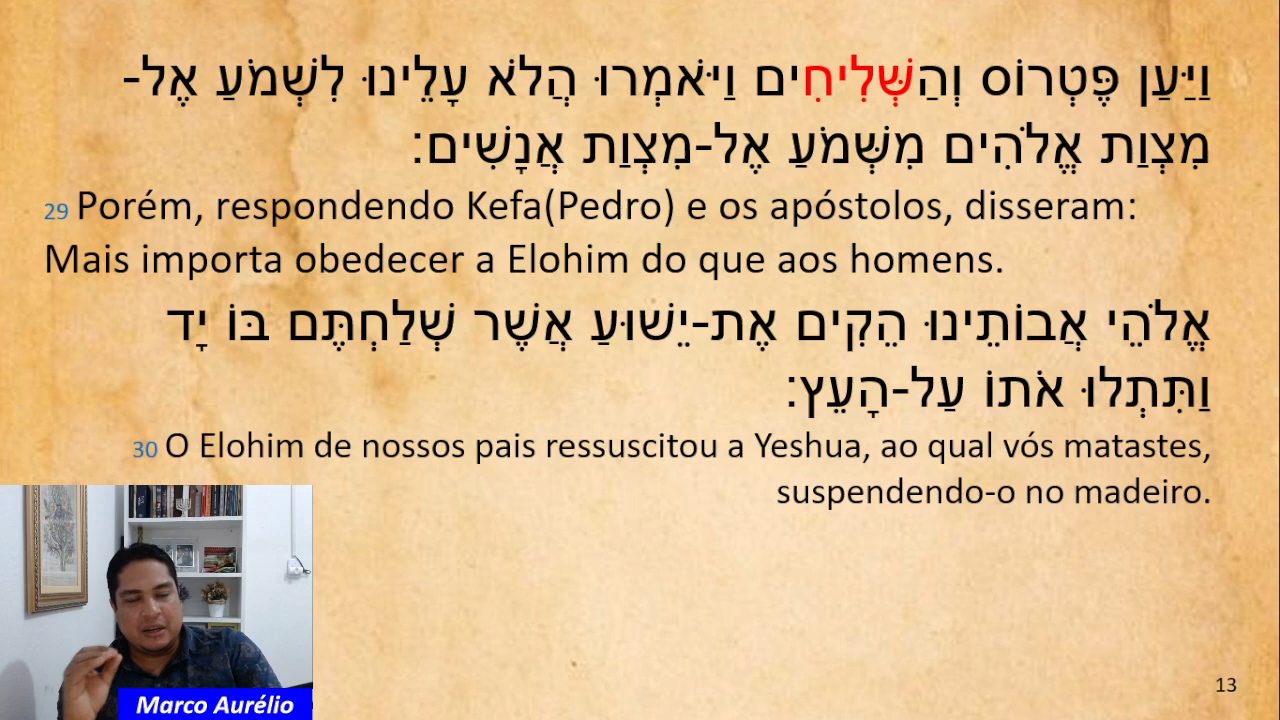 וַיַּעַן פֶּטְרוֹס וְהַשְּׁלִיחִים וַיֹּאמְרוּ הֲלֹא עָלֵינוּ לִשְׁמֹעַ אֶל-
מִצְוַת אֱלֹהִים מִשְּׁמֹעַ אֶל-מִצְוַת אֲנָשִׁים׃
29 Porém, respondendo Kefa(Pedro) e os apóstolos, disseram:
Mais importa obedecer a Elohim do que aos homens.
אֱלֹהֵי אֲבוֹתֵינוּ הֵקִים אֶת-יֵשׁוּעַ אֲשֶׁר שְׁלַחְתֶּם בּוֹ יָד
וַתִּתְלוּ אֹתוֹ עַל-הָעֵץ׃
30 O Elohim de nossos pais ressuscitou a Yeshua, ao qual vós matastes,
suspendendo-o no madeiro.
Marco Aurélio
13